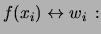 f(x_i) ↔ w_i :